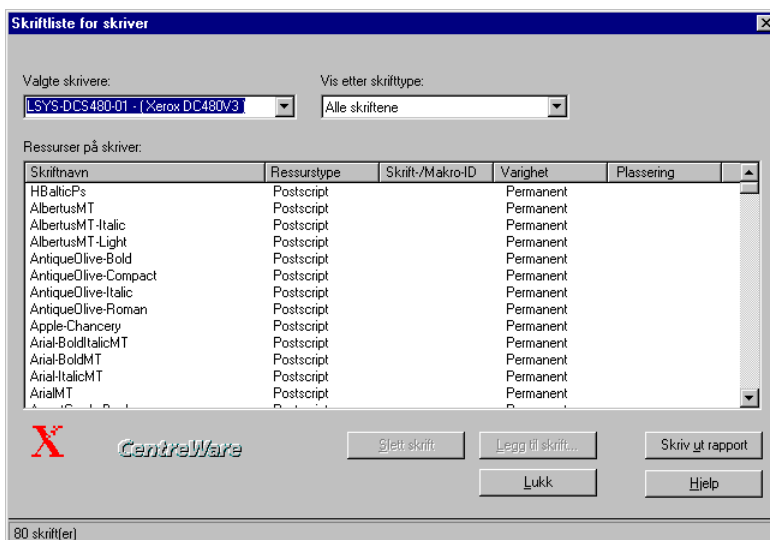 Skriftliste for skriver
Valgte skrivere: Vis etter skrifttype:
LSYS-DCS480-01 - ( Xerox DC480V3 ) Alle skriftene
Ressurser på skriver:
Skriftnavn Ressurstype Skrift-/Makro-ID Varighet Plassering
HBalticPs Postscript Permanent
AlbertusMT Postscript Permanent
AlbertusMT-Italic Postscript Permanent
AlbertusMT-Light Postscript Permanent
AntiqueOlive-Bold Postscript Permanent
AntiqueOlive-Compact Postscript Permanent
AntiqueOlive-Italic Postscript Permanent
AntiqueOlive-Roman Postscript Permanent
Apple-Chancery Postscript Permanent
Arial-BoldItalicMT Postscript Permanent
Arial-BoldMT Postscript Permanent
Arial-ItalicMT Postscript Permanent
ArialMT Postscript Permanent
X CentreWare Slett skrift Legg til skrift... Skriv ut rapport
Lukk Hjelp
80 skrift(er)